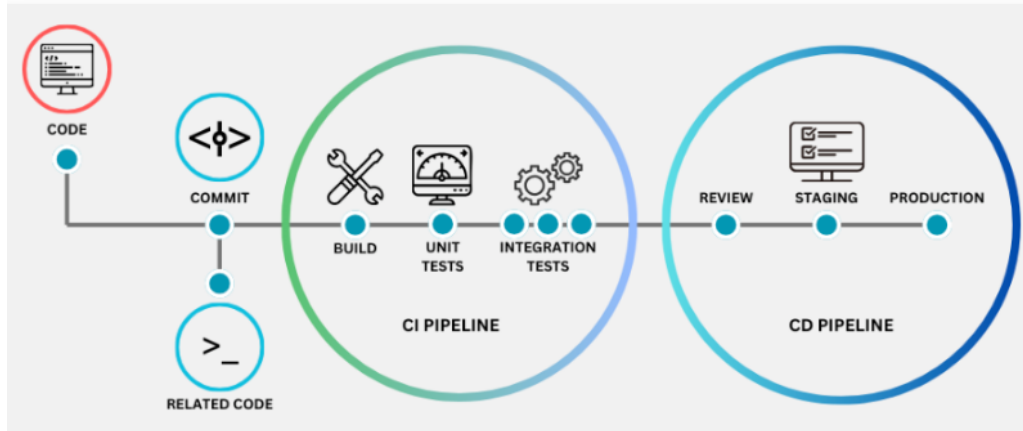 CODE
COMMIT
RELATED CODE
BUILD
UNIT
TESTS
INTEGRATION
TESTS
CI PIPELINE
REVIEW
STAGING
PRODUCTION
CD PIPELINE